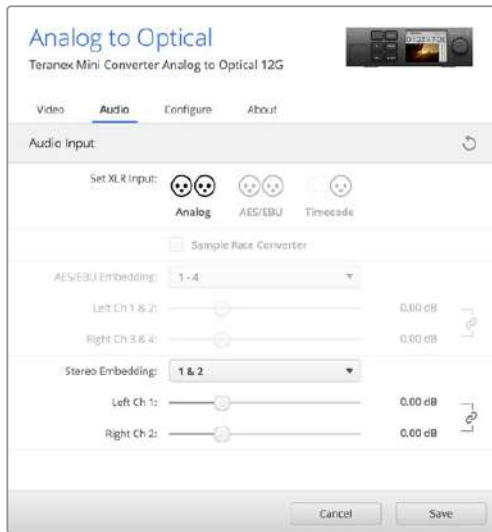 Analog to Optical
Teranex Mini Converter Analog to Optical 12G
Video Audio Configure About
Audio Input
Set XLR Input:
Analog AES/EBU Timecode
Sample Rate Converter
AES/EBU Embedding: 1 - 4
Left Ch 1 & 2: 0.00 dB
Right Ch 3 & 4: 0.00 dB
Stereo Embedding: 1 & 2
Left Ch 1: 0.00 dB
Right Ch 2: 0.00 dB
Cancel Save